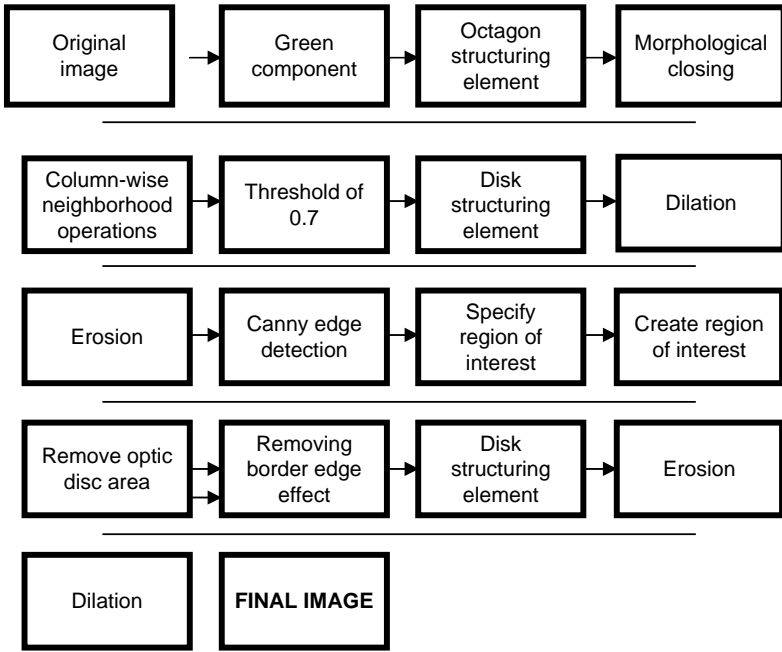 Original
image
Green
component
Octagon
structuring
element
Morphological
closing
Column-wise
neighborhood
operations
Threshold of
0.7
Disk
structuring
element
Dilation
Erosion
Canny edge
detection
Specify
region of
interest
Create region
of interest
Remove optic
disc area
Removing
border edge
effect
Disk
structuring
element
Erosion
Dilation
FINAL IMAGE